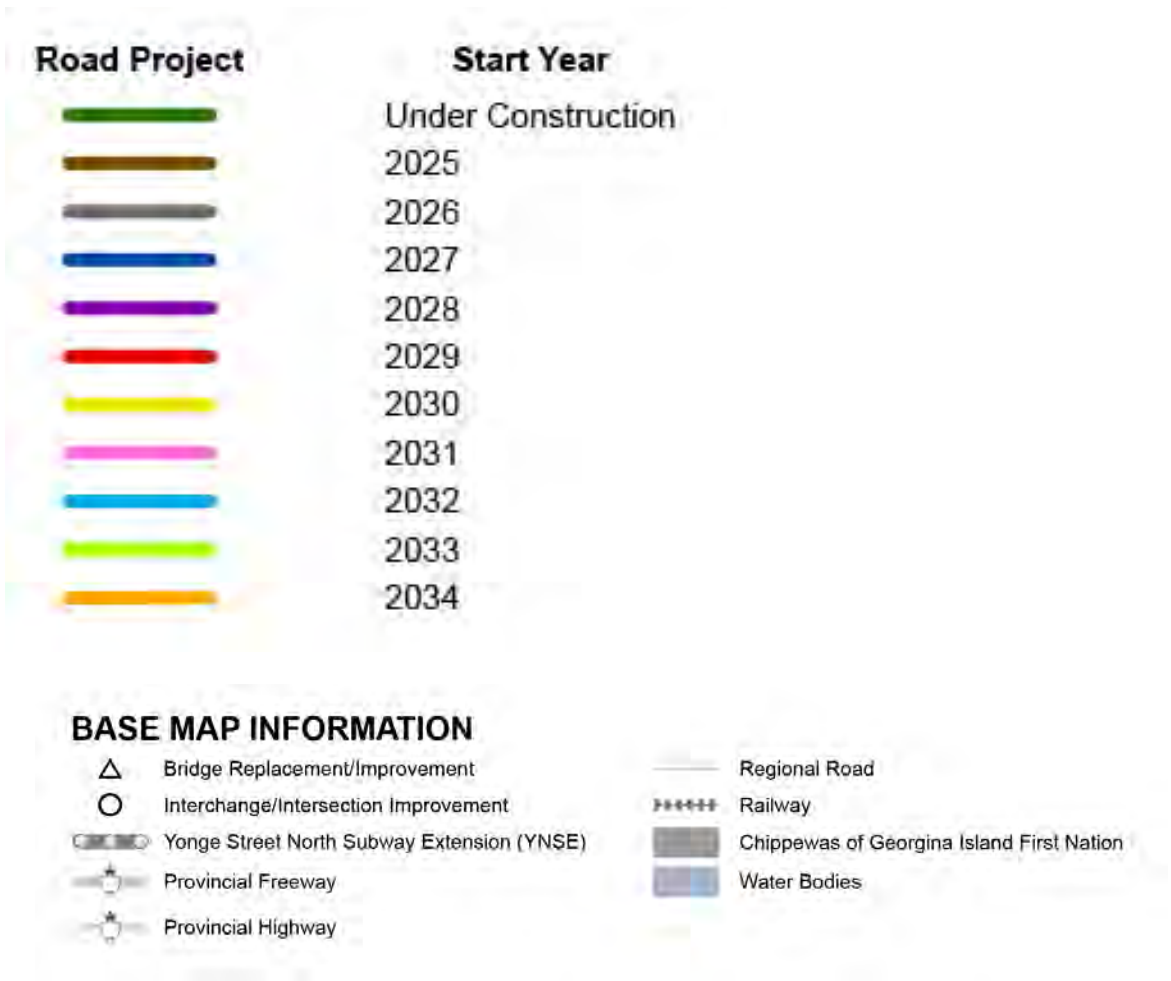 Road Project Start Year
Under Construction
2025
2026
2027
2028
2029
2030
2031
2032
2033
2034
BASE MAP INFORMATION
Bridge Replacement/Improvement
Interchange/Intersection Improvement
Yonge Street North Subway Extension (YNSE)
Provincial Freeway
Provincial Highway
Regional Road
Railway
Chippewas of Georgina Island First Nation
Water Bodies